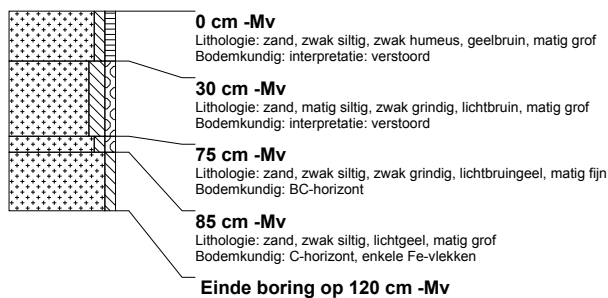 0 cm -Mv
Lithologie: zand, zwak siltig, zwak humeus, geelbruin, matig grof
Bodemkundig: interpretatie: verstoord
30 cm -Mv
Lithologie: zand, matig siltig, zwak grindig, lichtbruin, matig grof
Bodemkundig: interpretatie: verstoord
75 cm -Mv
Lithologie: zand, zwak siltig, zwak grindig, lichtbruingeel, matig fijn
Bodemkundig: BC-horizont
85 cm -Mv
Lithologie: zand, zwak siltig, lichtgeel, matig grof
Bodemkundig: C-horizont, enkele Fe-vlekken
Einde boring op 120 cm -Mv